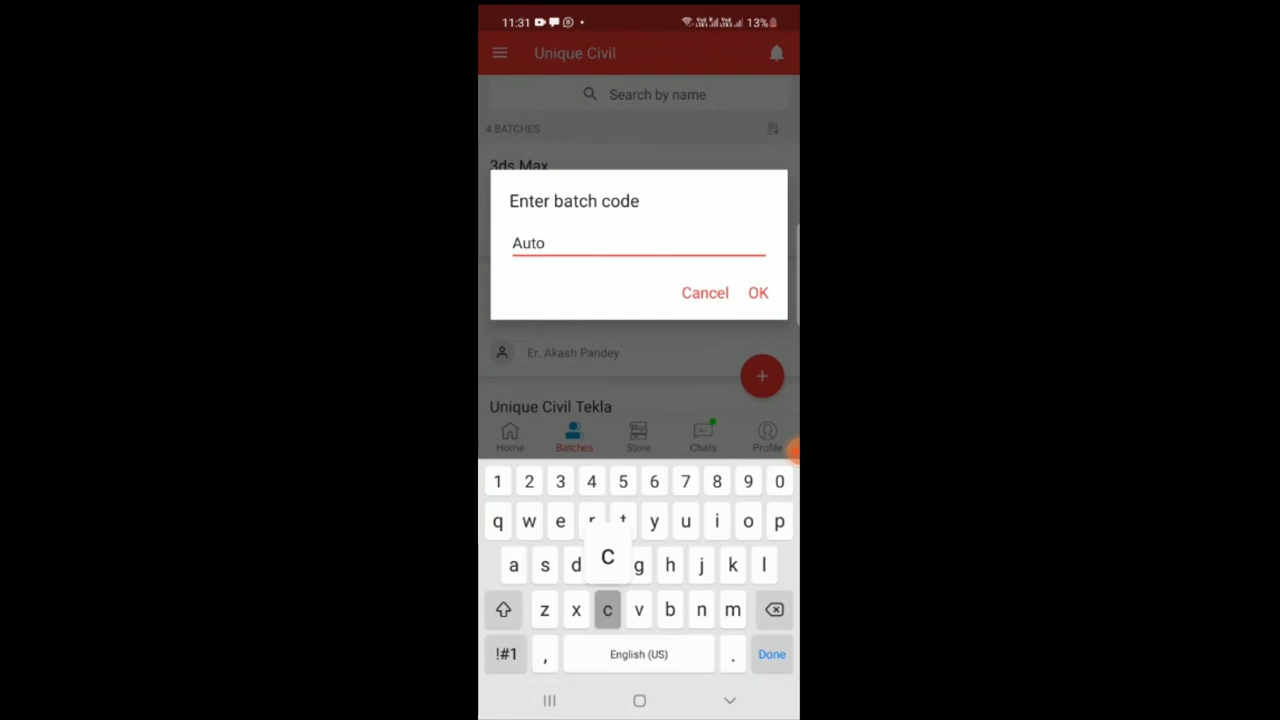 11:31 13%
Unique Civil
Search by name
4 BATCHES
3ds Max
Enter batch code
Auto
Cancel OK
Er. Akash Pandey
+
Unique Civil Tekla
Home Batches Store Chats Profile
1 2 3 4 5 6 7 8 9 0
q w e r t y u i o p
a s d c g h j k l
z x c v b n m
!#1 , English (US) . Done